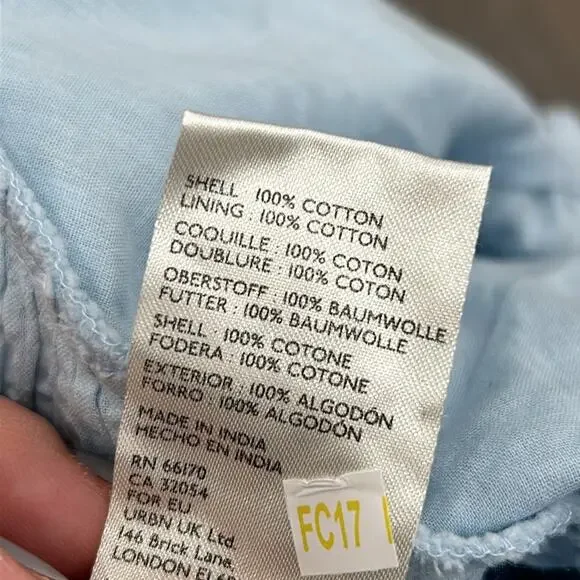 SHELL : 100% COTTON
LINING : 100% COTTON
COQUILLE : 100% COTON
DOUBLURE : 100% COTON
OBERSTOFF : 100% BAUMWOLLE
FUTTER : 100% BAUMWOLLE
SHELL : 100% COTONE
FODERA : 100% COTONE
EXTERIOR : 100% ALGODÓN
FORRO : 100% ALGODÓN
MADE IN INDIA
HECHO EN INDIA
RN 66170
CA 32054
FOR EU
URBN UK Ltd
146 Brick Lane
LONDON
FC17